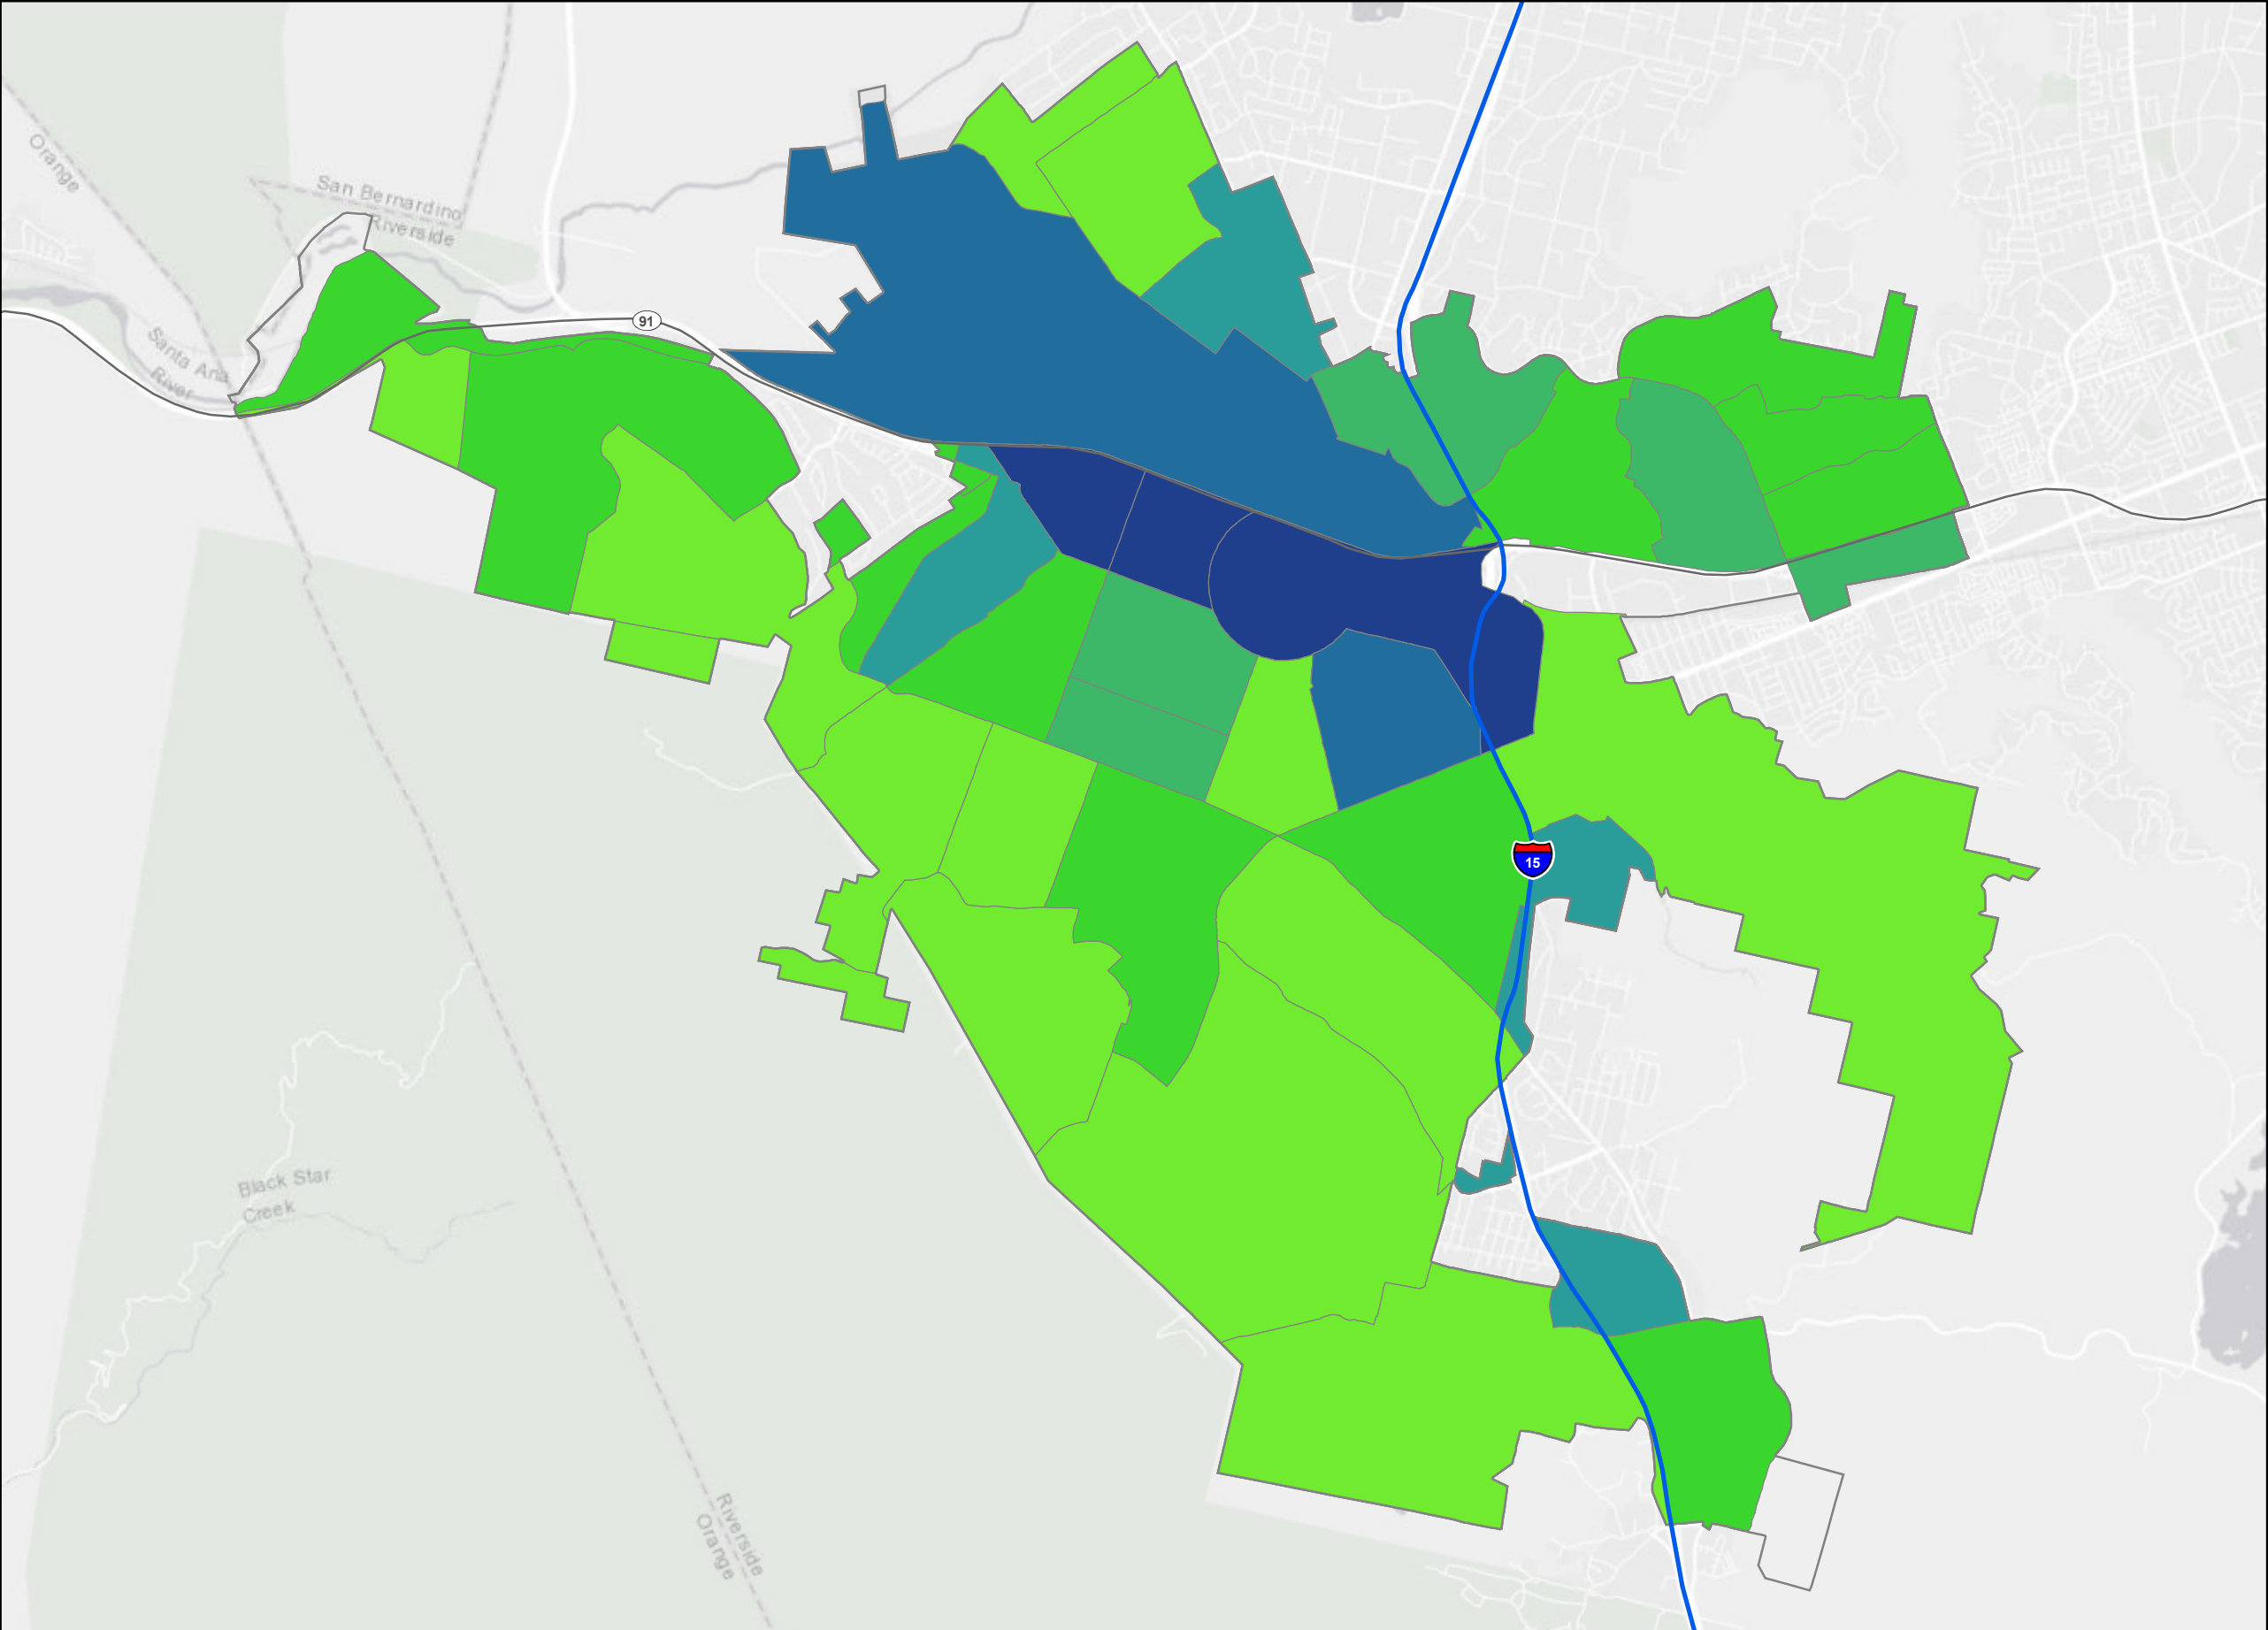 Orange
San Bernardino
Riverside
91
Santa Ana
River
15
Black Star
Creek
Riverside
Orange